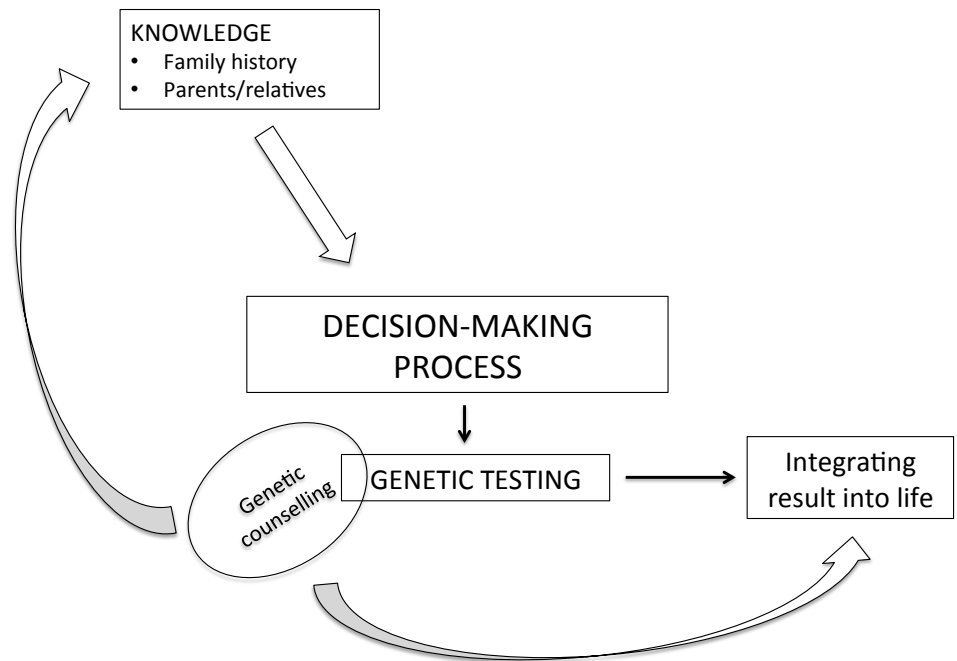 KNOWLEDGE
• Family history
• Parents/relatives
DECISION-MAKING
PROCESS
Genetic
counselling
GENETIC TESTING
Integrating
result into life